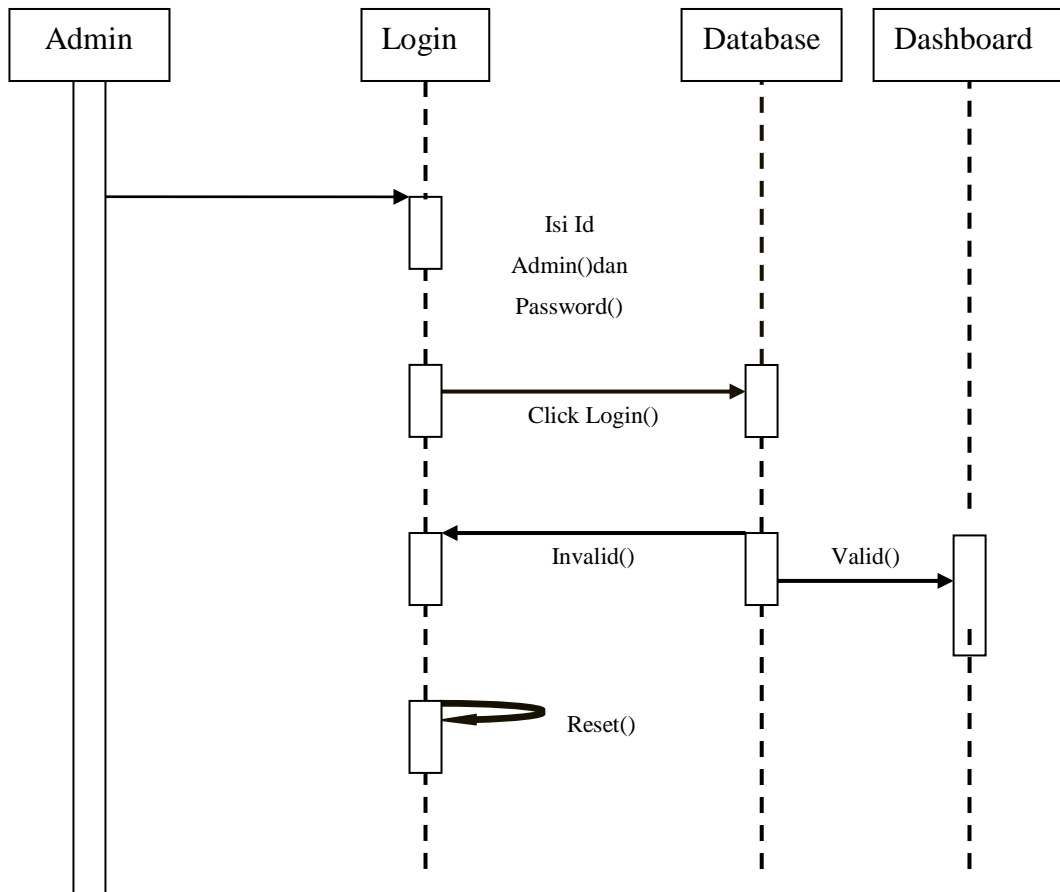 Admin
Login
Database
Dashboard
Isi Id
Admin()dan
Password()
Click Login()
Invalid()
Valid()
Reset()